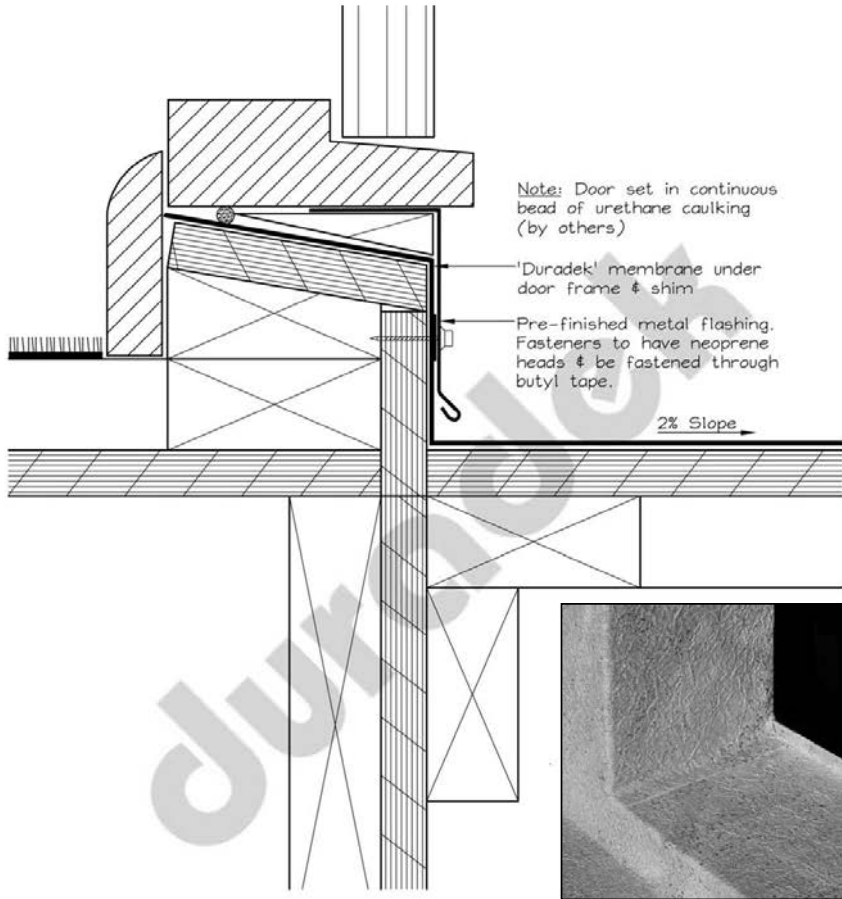 Note: Door set in continuous
bead of urethane caulking
(by others)
'Duradek' membrane under
door frame & shim
Pre-finished metal flashing.
Fasteners to have neoprene
heads & be fastened through
butyl tape.
2% Slope
duradek